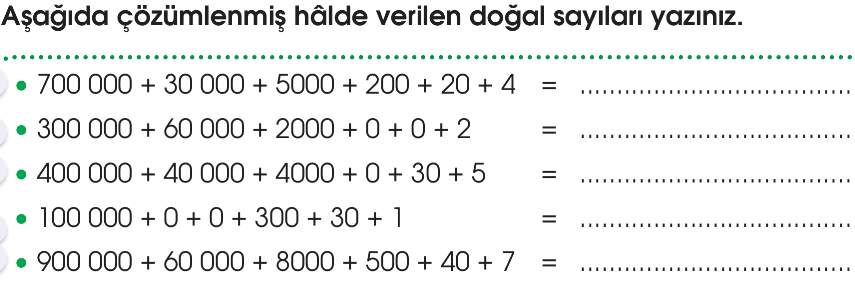 Aşağıda çözümlenmiş hâlde verilen doğal sayıları yazınız.
• 700 000 + 30 000 + 5000 + 200 + 20 + 4 = .....................................
• 300 000 + 60 000 + 2000 + 0 + 0 + 2 = .....................................
• 400 000 + 40 000 + 4000 + 0 + 30 + 5 = .....................................
• 100 000 + 0 + 0 + 300 + 30 + 1 = .....................................
• 900 000 + 60 000 + 8000 + 500 + 40 + 7 = .....................................